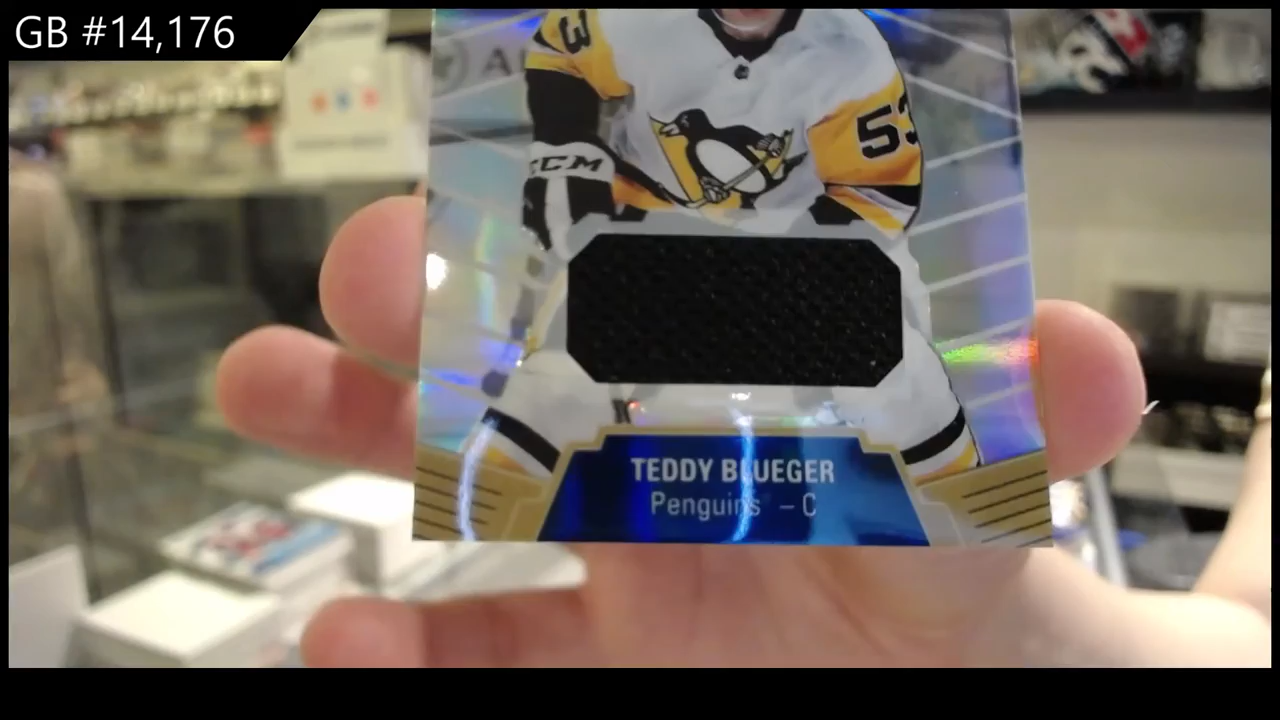 GB #14,176
53
53
CCM
TEDDY BLUEGER
Penguins - C